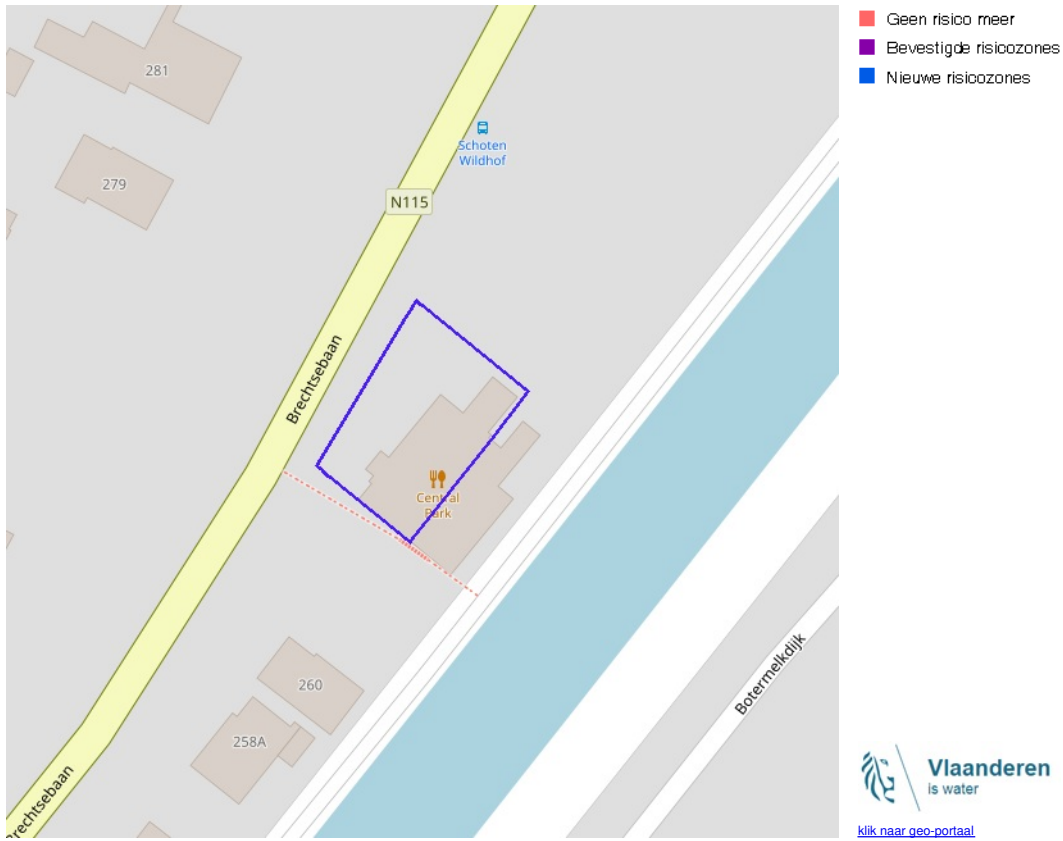 Geen risico meer
Bevestigde risicozones
Nieuwe risicozones
281
Schoten
Wildhof
279
N115
Brechtsebaan
Central
Park
260
258A
Botermelkdijk
Brechtsebaan
Vlaanderen
is water
klik naar geo-portaal